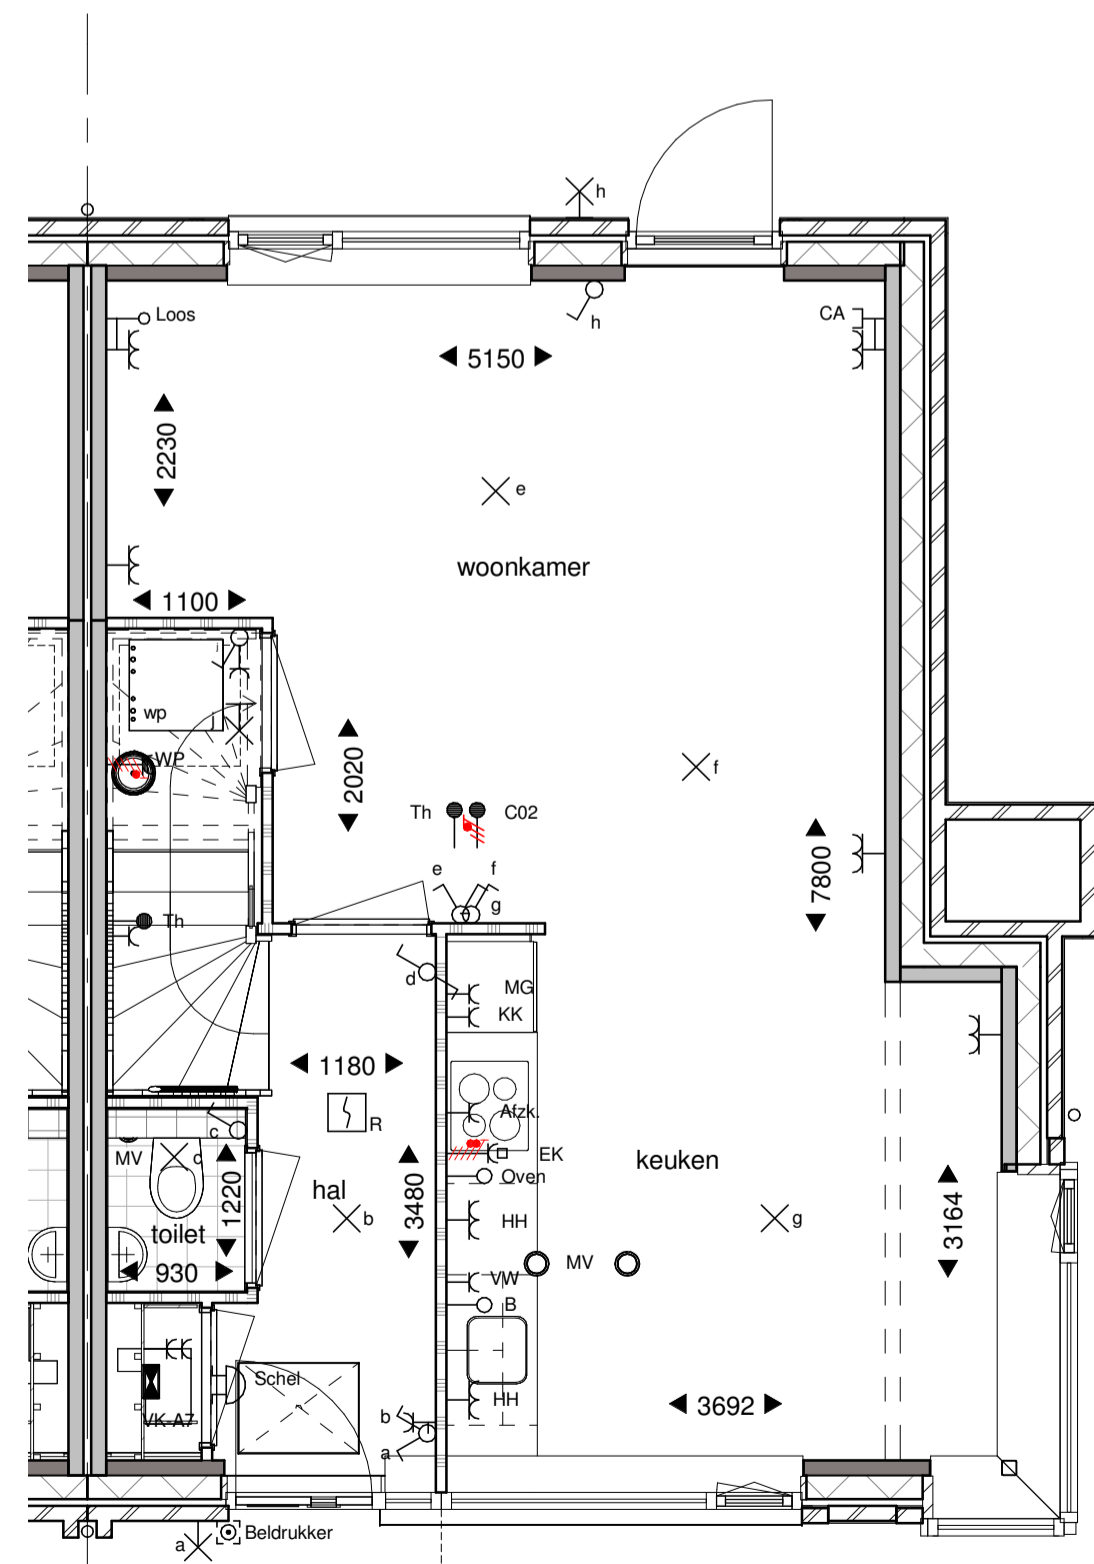 h
Loos
h
CA
5150
2230
e
woonkamer
1100
wp
WP
f
2020
Th
C02
7800
e
f
g
Th
d
MG
KK
1180
R
Afzk.
c
MV
c
EK
Oven
keuken
1220
hal
3480
3164
b
HH
g
toilet
930
MV
VW
B
Schel
HH
3692
VK-A7
b
a
Beldrukker
a